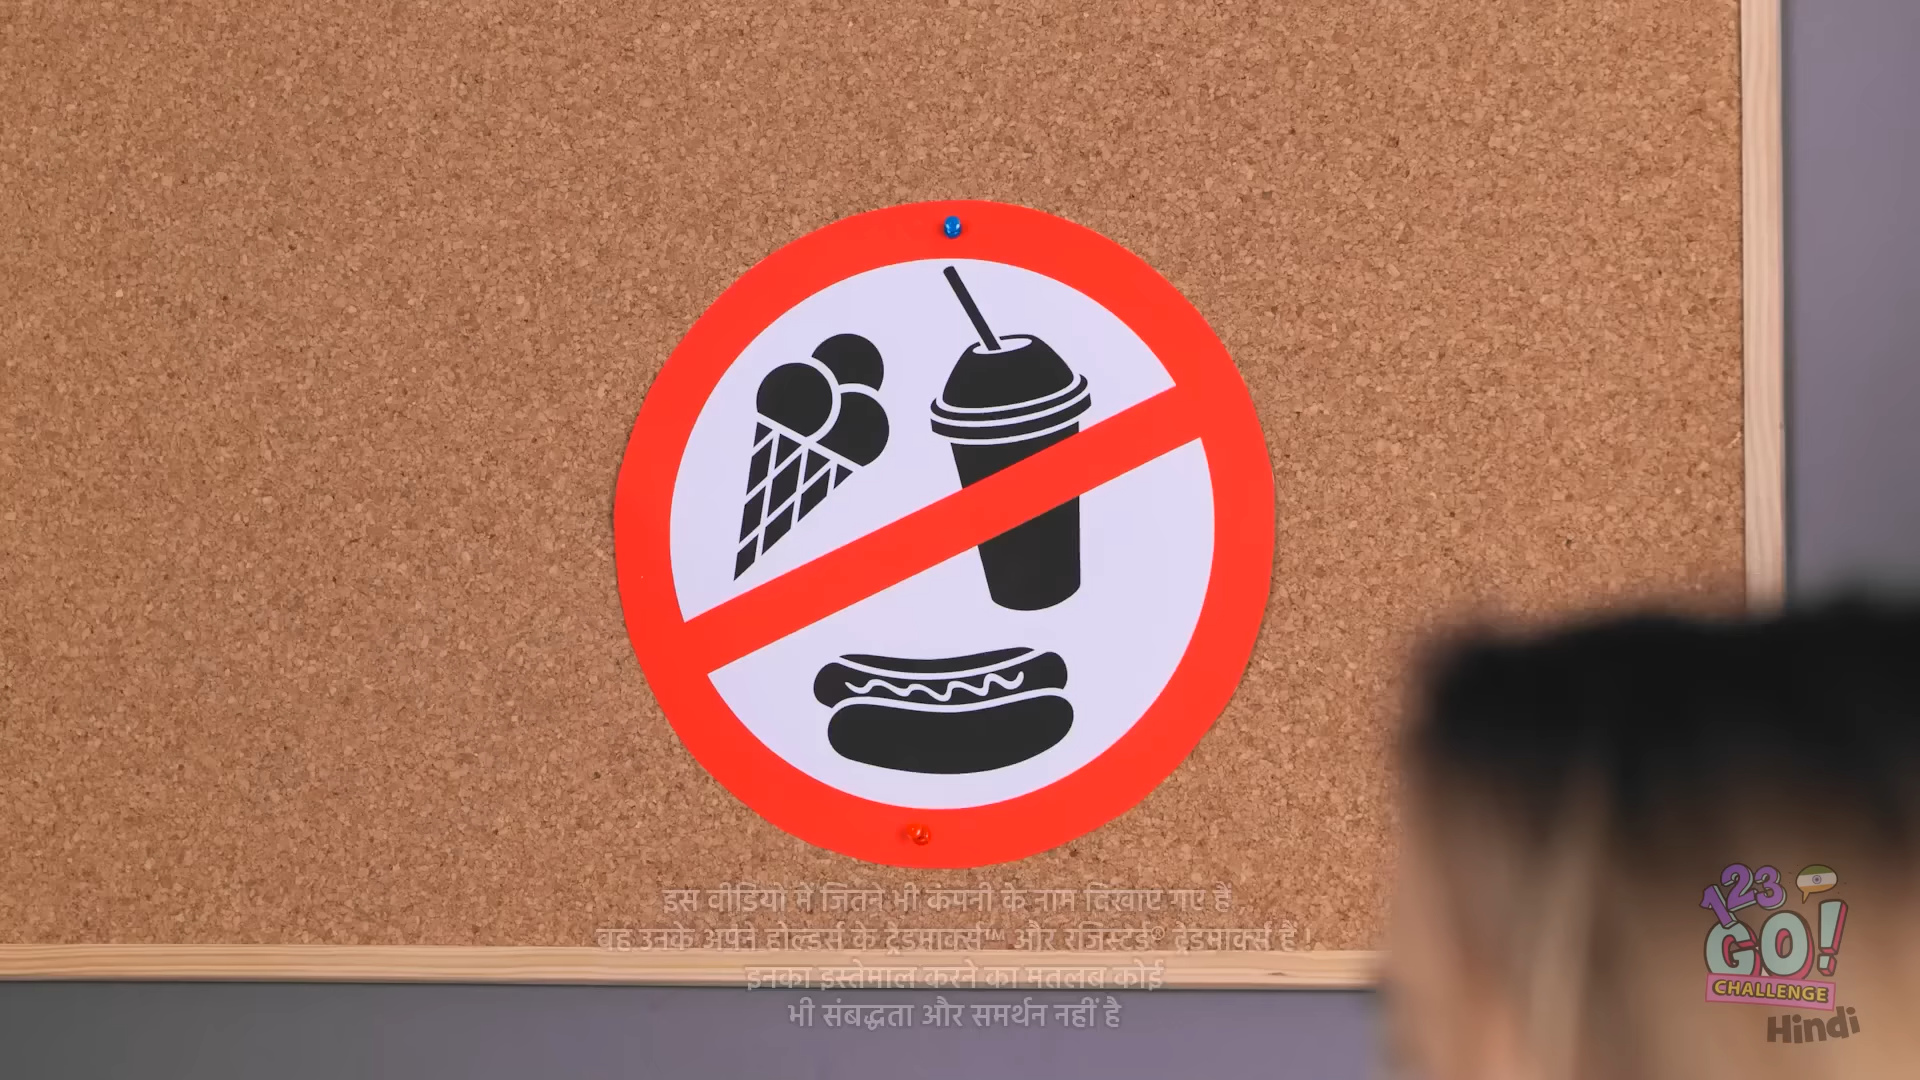 इस वीडियो में जितने भी कंपनी के नाम दिखाए गए हैं
वह उनके अपने होल्डर्स के ट्रेडमार्क्स™ और रजिस्टर्ड® ट्रेडमार्क्स हैं।
इनका इस्तेमाल करने का मतलब कोई
भी संबद्धता और समर्थन नहीं है
123
GO!
CHALLENGE
Hindi